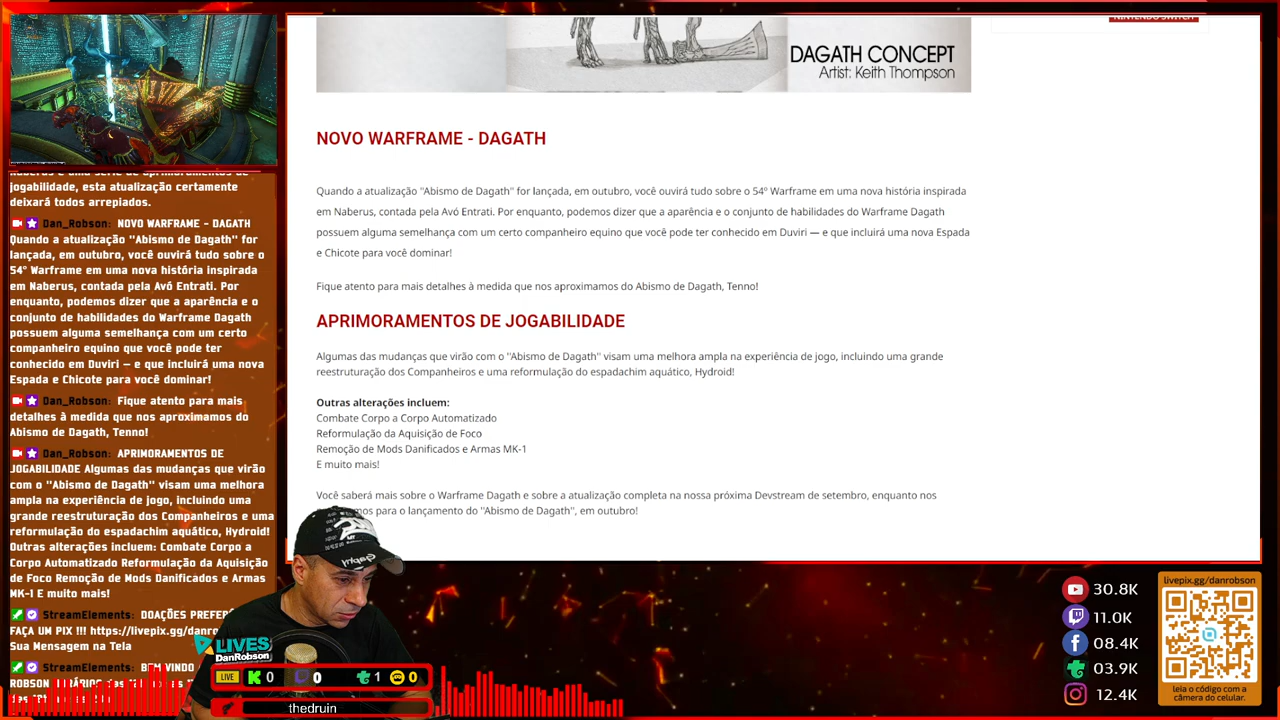 NINTENDO SWITCH
DAGATH CONCEPT
Artist: Keith Thompson
NOVO WARFRAME - DAGATH
Quando a atualização "Abismo de Dagath" for lançada, em outubro, você ouvirá tudo sobre o 54º Warframe em uma nova história inspirada
em Naberus, contada pela Avó Entrati. Por enquanto, podemos dizer que a aparência e o conjunto de habilidades do Warframe Dagath
possuem alguma semelhança com um certo companheiro equino que você pode ter conhecido em Duviri — e que incluirá uma nova Espada
e Chicote para você dominar!
Fique atento para mais detalhes à medida que nos aproximamos do Abismo de Dagath, Tenno!
APRIMORAMENTOS DE JOGABILIDADE
Algumas das mudanças que virão com o "Abismo de Dagath" visam uma melhora ampla na experiência de jogo, incluindo uma grande
reestruturação dos Companheiros e uma reformulação do espadachim aquático, Hydroid!
Outras alterações incluem:
Combate Corpo a Corpo Automatizado
Reformulação da Aquisição de Foco
Remoção de Mods Danificados e Armas MK-1
E muito mais!
Você saberá mais sobre o Warframe Dagath e sobre a atualização completa na nossa próxima Devstream de setembro, enquanto nos
para o lançamento do "Abismo de Dagath", em outubro!
Naberus e uma série de aprimoramentos de
jogabilidade, esta atualização certamente
deixará todos arrepiados.
Dan_Robson: NOVO WARFRAME - DAGATH
Quando a atualização "Abismo de Dagath" for
lançada, em outubro, você ouvirá tudo sobre o
54º Warframe em uma nova história inspirada
em Naberus, contada pela Avó Entrati. Por
enquanto, podemos dizer que a aparência e o
conjunto de habilidades do Warframe Dagath
possuem alguma semelhança com um certo
companheiro equino que você pode ter
conhecido em Duviri — e que incluirá uma nova
Espada e Chicote para você dominar!
Dan_Robson: Fique atento para mais
detalhes à medida que nos aproximamos do
Abismo de Dagath, Tenno!
Dan_Robson: APRIMORAMENTOS DE
JOGABILIDADE Algumas das mudanças que virão
com o "Abismo de Dagath" visam uma melhora
ampla na experiência de jogo, incluindo uma
grande reestruturação dos Companheiros e uma
reformulação do espadachim aquático, Hydroid!
Outras alterações incluem: Combate Corpo a
Corpo Automatizado Reformulação da Aquisição
de Foco Remoção de Mods Danificados e Armas
MK-1 E muito mais!
StreamElements: DOAÇÕES
FAÇA UM PIX !!! https://livepix.gg/danro
Sua Mensagem na Tela
StreamElements: BEM VINDO
LIVES
DanRobson
LIVE
0
0
1
0
thedruin
30.8K
11.0K
08.4K
03.9K
12.4K
livepix.gg/danrobson
leia o código com a
câmera do celular.